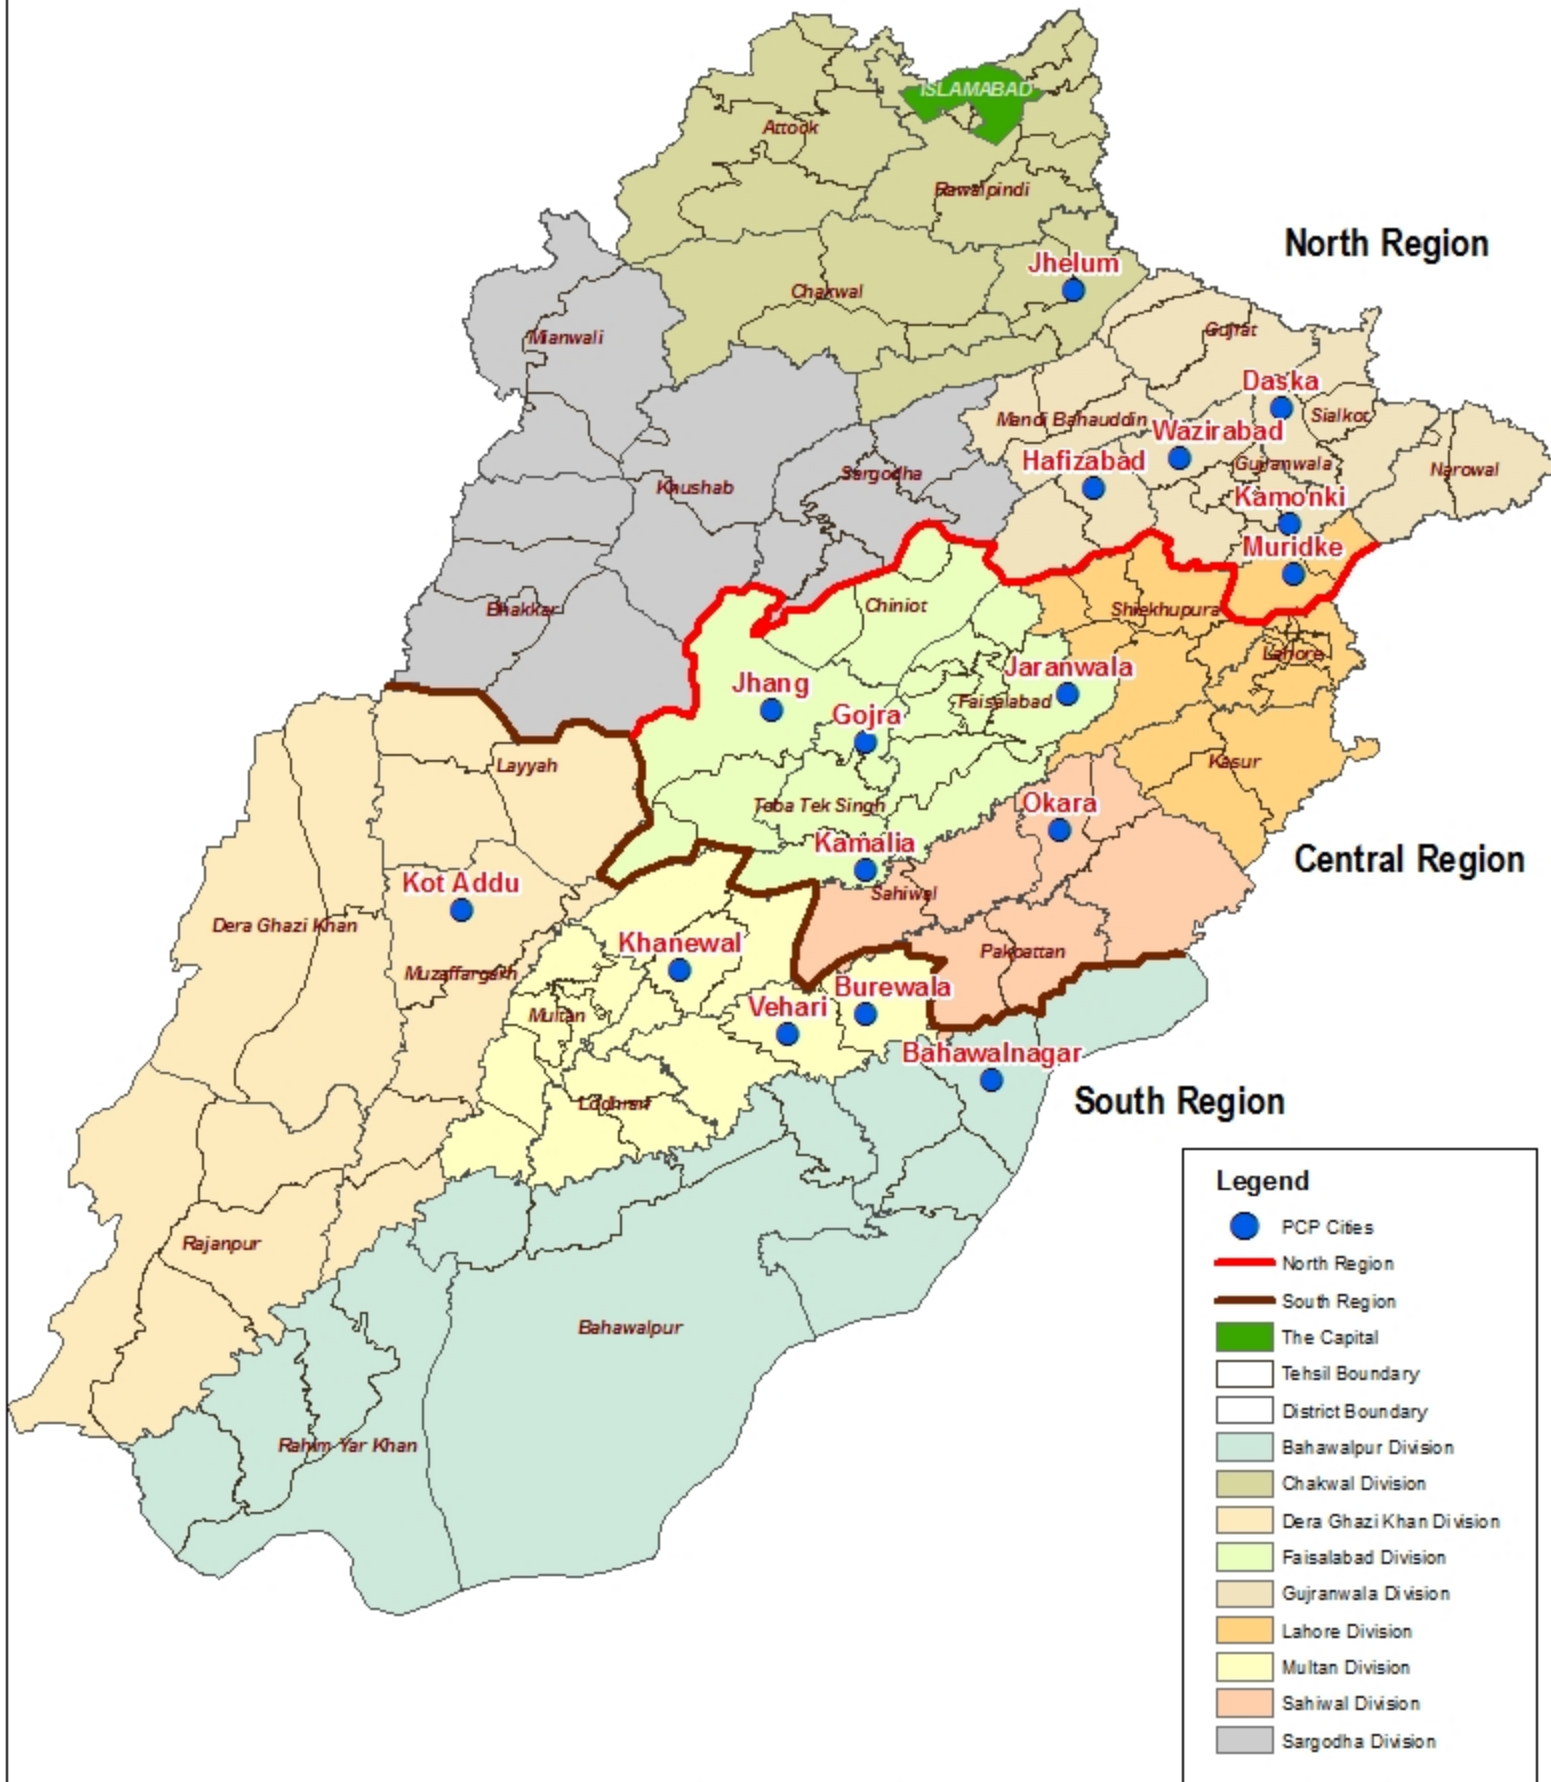 ISLAMABAD
Attock
Rawalpindi
North Region
Jhelum
Chakwal
Mianwali
Gujrat
Daska
Sialkot
Mandi Bahauddin
Wazirabad
Hafizabad
Gujranwala
Narowal
Sargodha
Khushab
Kamonki
Muridke
Bhakkar
Chiniot
Shiekhupura
Lahore
Jaranwala
Jhang
Faisalabad
Gojra
Layyah
Kasur
Toba Tek Singh
Okara
Kamalia
Central Region
Kot Addu
Sahiwal
Dera Ghazi Khan
Khanewal
Pakpattan
Muzaffargarh
Burewala
Vehari
Multan
Bahawalnagar
South Region
Lodhran
Rajanpur
Bahawalpur
Rahim Yar Khan
Legend
PCP Cities
North Region
South Region
The Capital
Tehsil Boundary
District Boundary
Bahawalpur Division
Chakwal Division
Dera Ghazi Khan Division
Faisalabad Division
Gujranwala Division
Lahore Division
Multan Division
Sahiwal Division
Sargodha Division